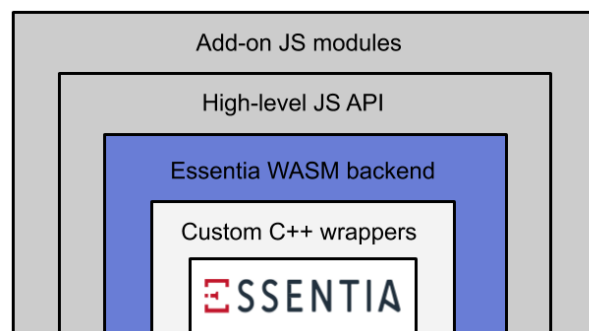 Add-on JS modules
High-level JS API
Essentia WASM backend
Custom C++ wrappers
ESSENTIA